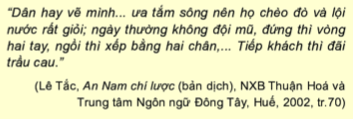 "Dân hay vẽ mình... ưa tắm sông nên họ chèo đò và lội
nước rất giỏi; ngày thường không đội mũ, đứng thì vòng
hai tay, ngồi thì xếp bằng hai chân,... Tiếp khách thì đãi
trầu cau."
(Lê Tắc, An Nam chí lược (bản dịch), NXB Thuận Hoá và
Trung tâm Ngôn ngữ Đông Tây, Huế, 2002, tr.70)